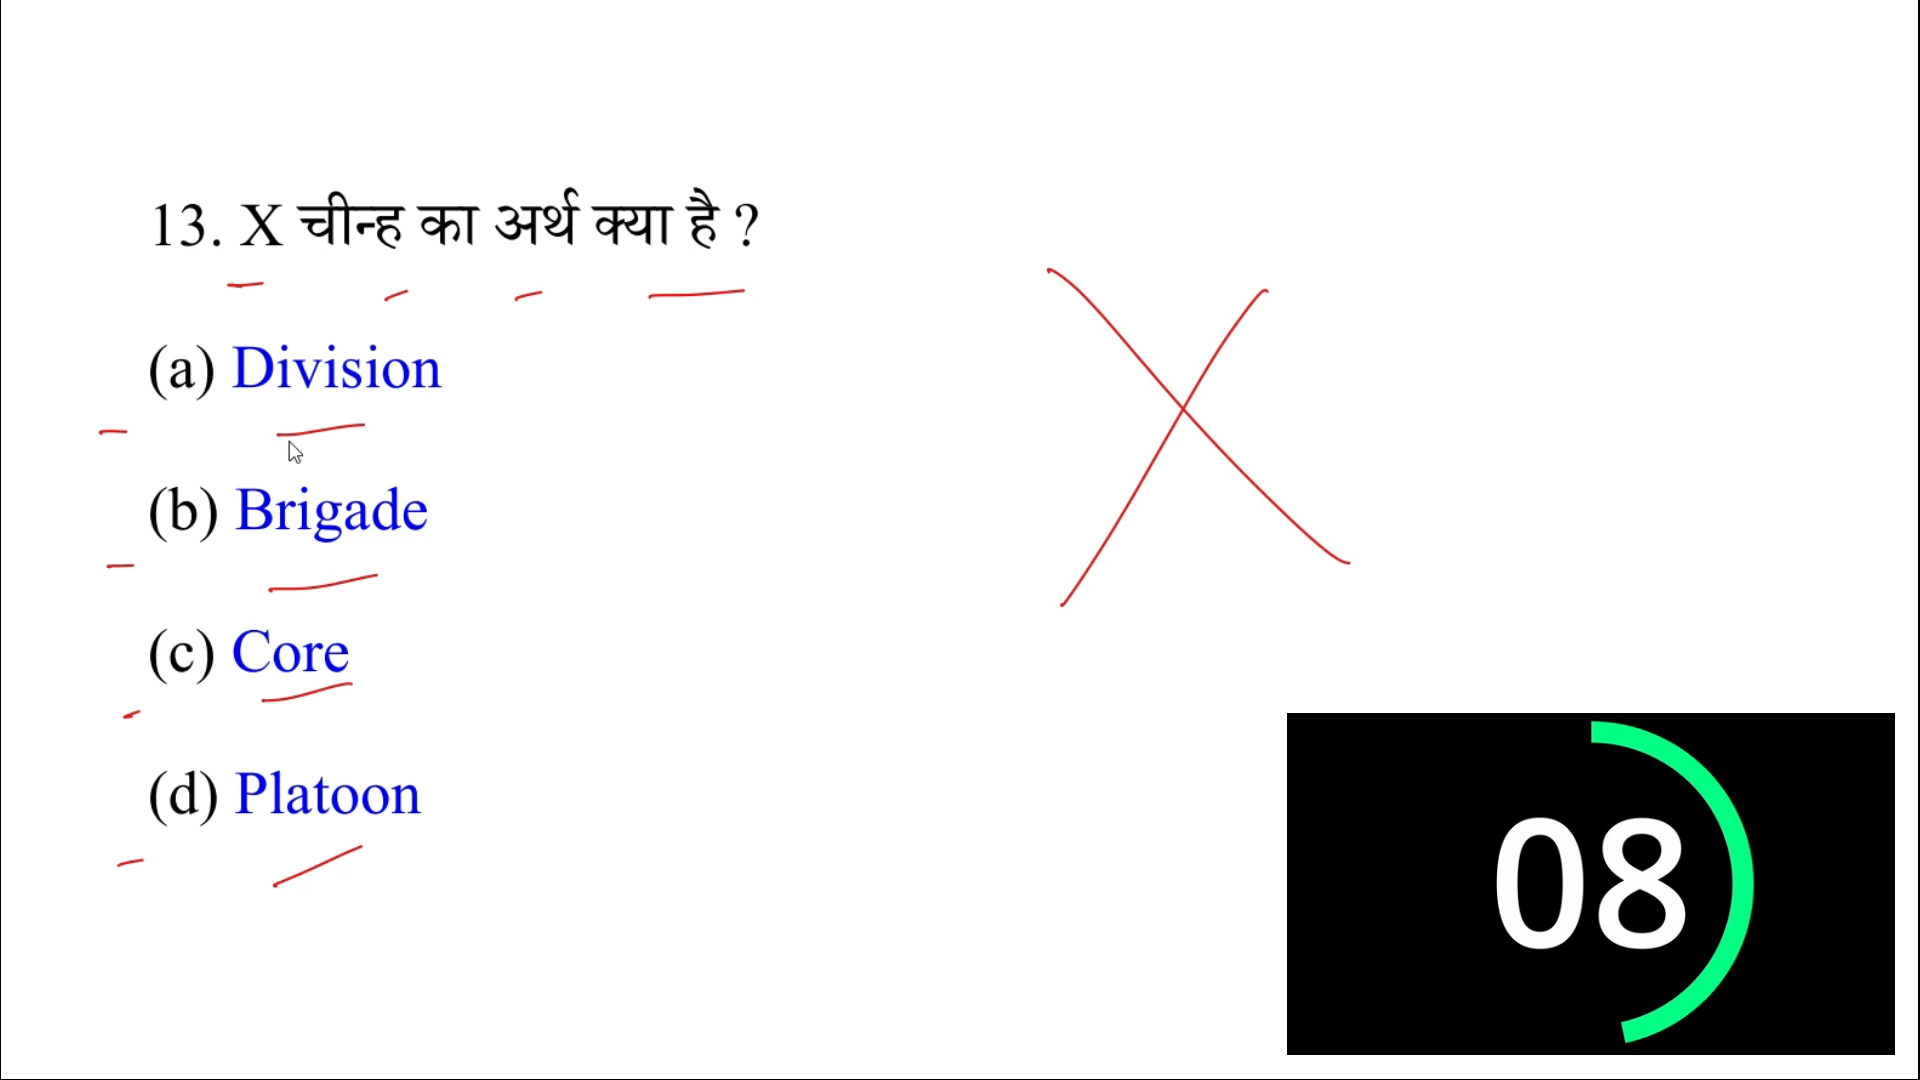 13. X चीन्ह का अर्थ क्या है ?
(a) Division
(b) Brigade
(c) Core
(d) Platoon
08